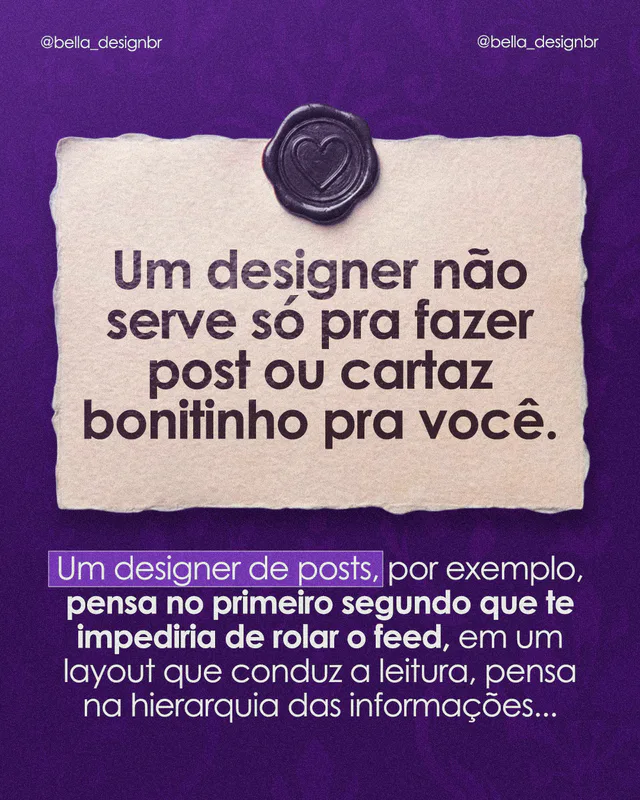 @bella_designbr
@bella_designbr
Um designer não
serve só pra fazer
post ou cartaz
bonitinho pra você.
Um designer de posts, por exemplo,
pensa no primeiro segundo que te
impediria de rolar o feed, em um
layout que conduz a leitura, pensa
na hierarquia das informações...